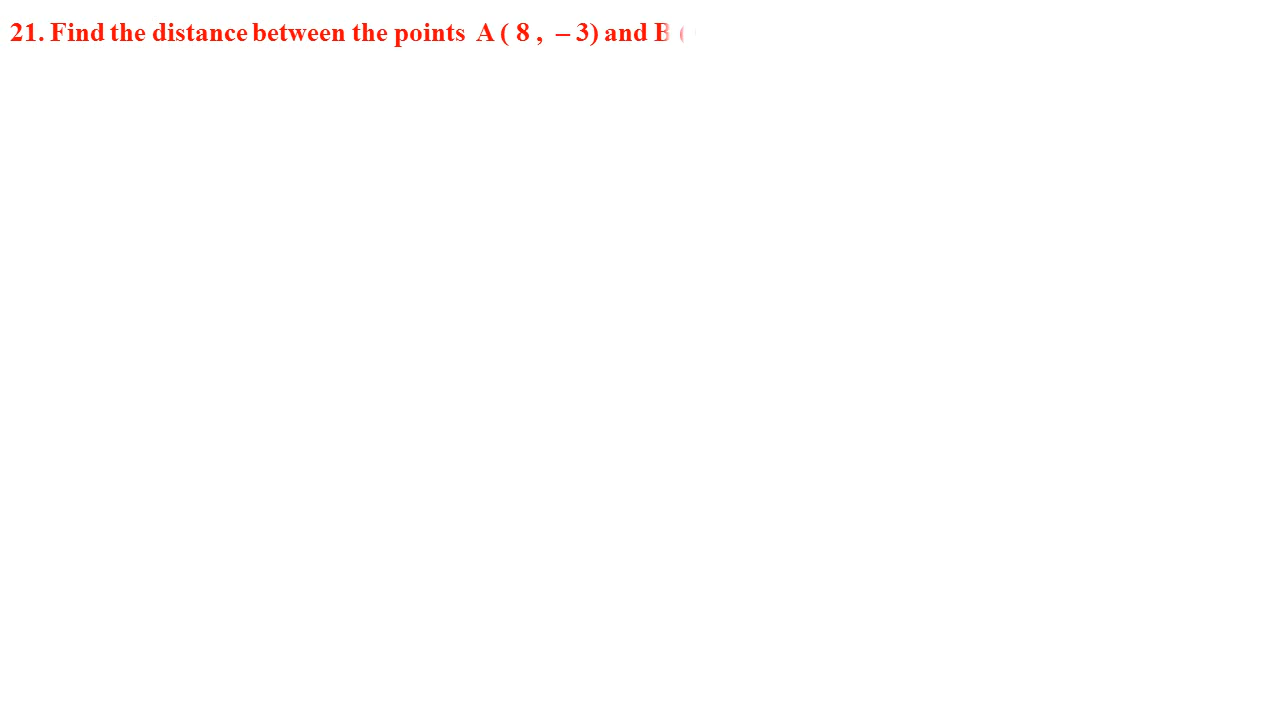 21. Find the distance between the points A ( 8 , – 3) and B (